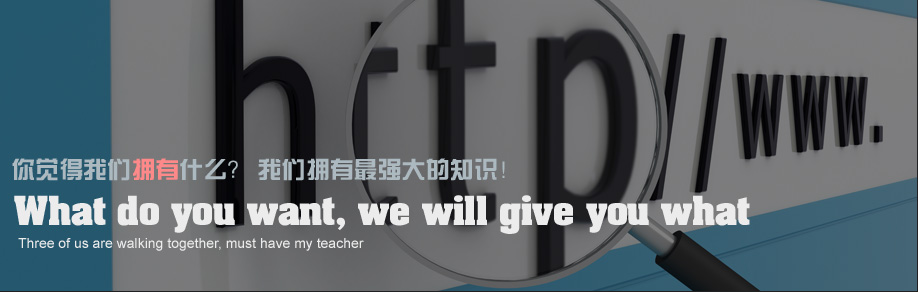 http//www.
你觉得我们拥有什么? 我们拥有最强大的知识!
What do you want, we will give you what
Three of us are walking together, must have my teacher